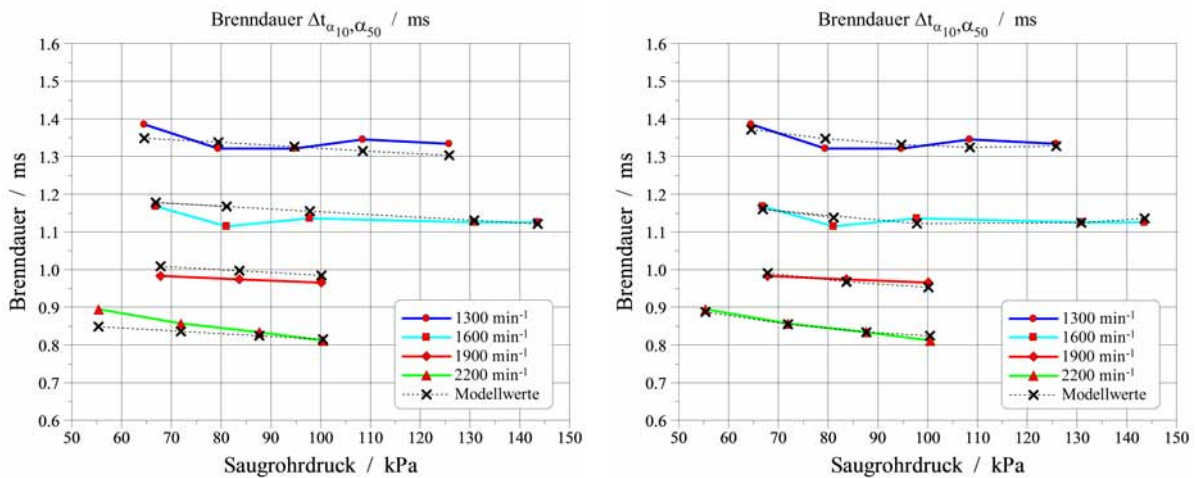 Brenndauer Δt_α10,α50 / ms
1.6
1.5
1.4
1.3
1.2
1.1
1.0
0.9
0.8
0.7
0.6
Brenndauer / ms
1300 min⁻¹
1600 min⁻¹
1900 min⁻¹
2200 min⁻¹
Modellwerte
50 60 70 80 90 100 110 120 130 140 150
Saugrohrdruck / kPa
Brenndauer Δt_α10,α50 / ms
1.6
1.5
1.4
1.3
1.2
1.1
1.0
0.9
0.8
0.7
0.6
Brenndauer / ms
1300 min⁻¹
1600 min⁻¹
1900 min⁻¹
2200 min⁻¹
Modellwerte
50 60 70 80 90 100 110 120 130 140 150
Saugrohrdruck / kPa